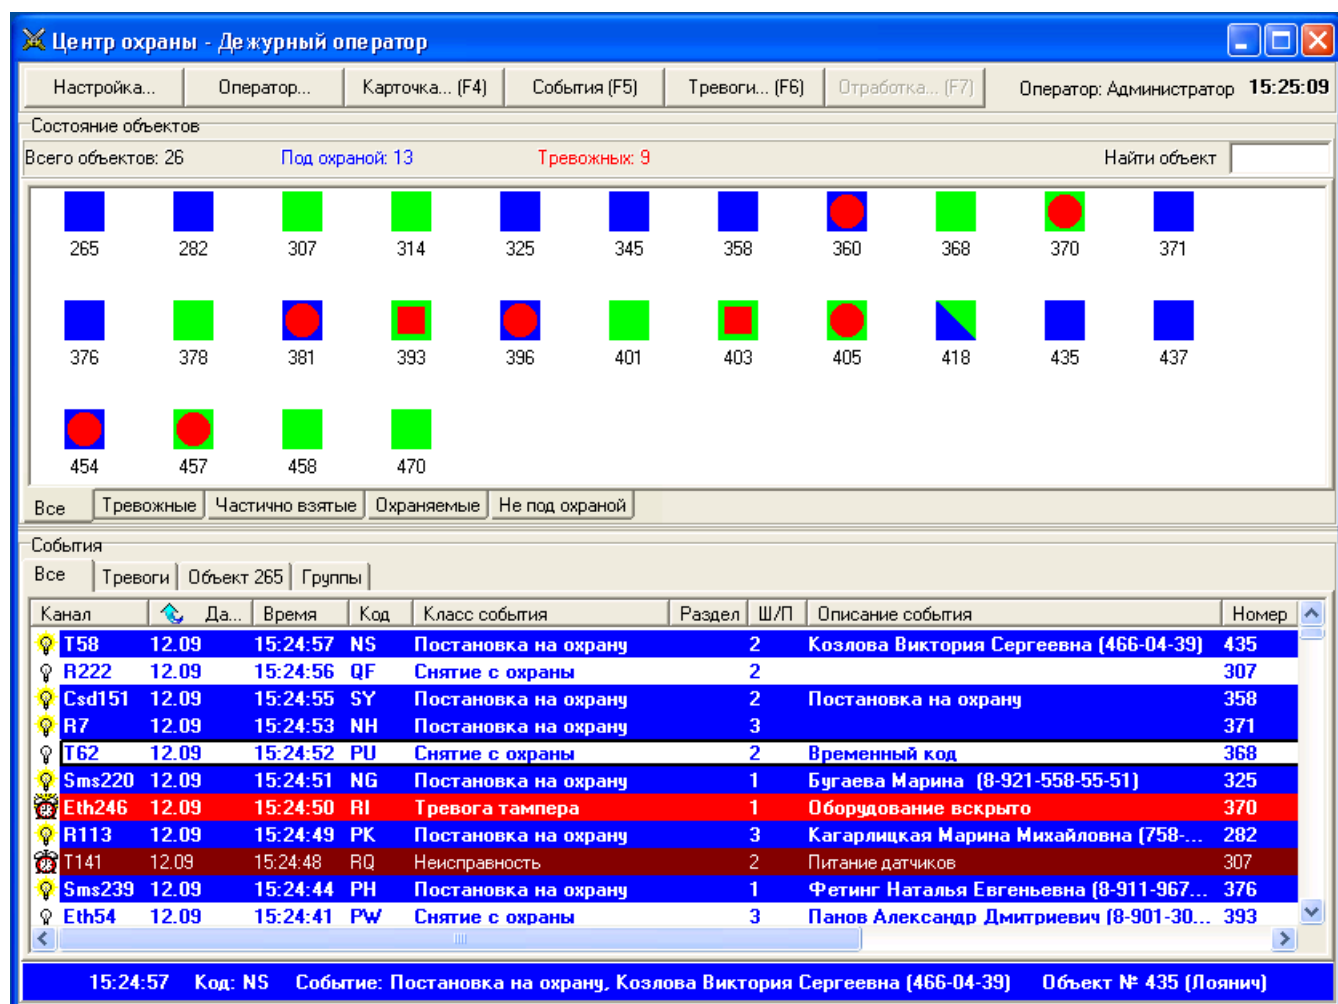 Центр охраны - Дежурный оператор
Настройка... Оператор... Карточка... (F4) События (F5) Тревоги... (F6) Отработка... (F7) Оператор: Администратор 15:25:09
Состояние объектов
Всего объектов: 26 Под охраной: 13 Тревожных: 9 Найти объект
265 282 307 314 325 345 358 360 368 370 371
376 378 381 393 396 401 403 405 418 435 437
454 457 458 470
Все Тревожные Частично взятые Охраняемые Не под охраной
События
Все Тревоги Объект 265 Группы
Канал Да... Время Код Класс события Раздел Ш/П Описание события Номер
T58 12.09 15:24:57 NS Постановка на охрану 2 Козлова Виктория Сергеевна (466-04-39) 435
R222 12.09 15:24:56 QF Снятие с охраны 2 307
Csd151 12.09 15:24:55 SY Постановка на охрану 2 Постановка на охрану 358
R7 12.09 15:24:53 NH Постановка на охрану 3 371
T62 12.09 15:24:52 PU Снятие с охраны 2 Временный код 368
Sms220 12.09 15:24:51 NG Постановка на охрану 1 Бугаева Марина (8-921-558-55-51) 325
Eth246 12.09 15:24:50 RI Тревога тампера 1 Оборудование вскрыто 370
R113 12.09 15:24:49 PK Постановка на охрану 3 Кагарлицкая Марина Михайловна (758-... 282
T141 12.09 15:24:48 RQ Неисправность 2 Питание датчиков 307
Sms239 12.09 15:24:44 PH Постановка на охрану 1 Фетинг Наталья Евгеньевна (8-911-967... 376
Eth54 12.09 15:24:41 PW Снятие с охраны 3 Панов Александр Дмитриевич (8-901-30... 393
15:24:57 Код: NS Событие: Постановка на охрану, Козлова Виктория Сергеевна (466-04-39) Объект № 435 (Лоянич)